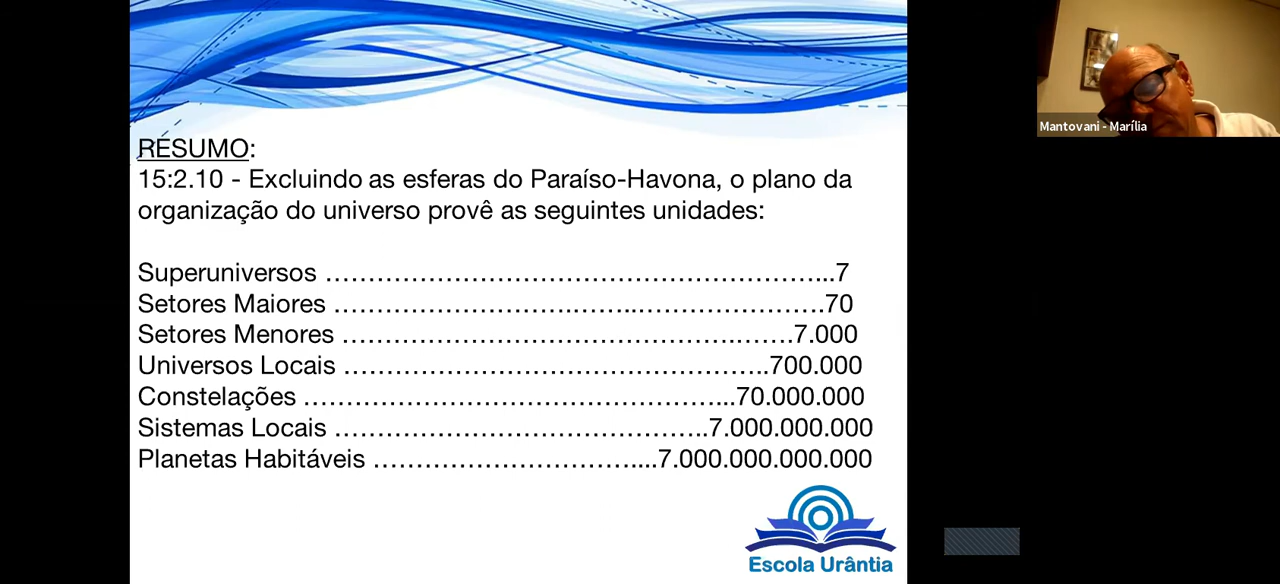 RESUMO:
15:2.10 - Excluindo as esferas do Paraíso-Havona, o plano da
organização do universo provê as seguintes unidades:
Superuniversos …………………………………………………...7
Setores Maiores ……………………….……...…………………….70
Setores Menores ……………………………………….…….7.000
Universos Locais …………………………………………..700.000
Constelações …………………………………………...70.000.000
Sistemas Locais …………………………………..7.000.000.000
Planetas Habitáveis …………………………....7.000.000.000.000
Escola Urântia
Mantovani - Marília